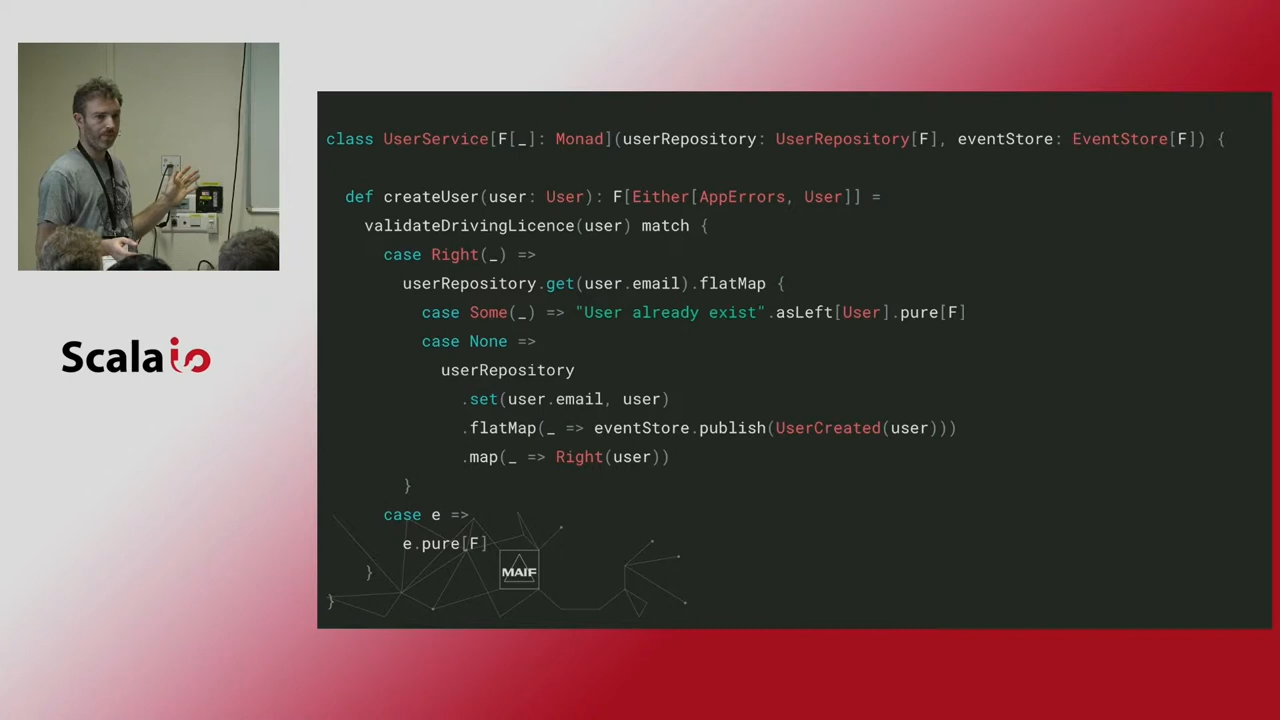 class UserService[F[_]: Monad](userRepository: UserRepository[F], eventStore: EventStore[F]) {
def createUser(user: User): F[Either[AppErrors, User]] =
validateDrivingLicence(user) match {
case Right(_) =>
userRepository.get(user.email).flatMap {
case Some(_) => "User already exist".asLeft[User].pure[F]
case None =>
userRepository
.set(user.email, user)
.flatMap(_ => eventStore.publish(UserCreated(user)))
.map(_ => Right(user))
}
case e =>
e.pure[F]
}
}
Scala io
MAIF